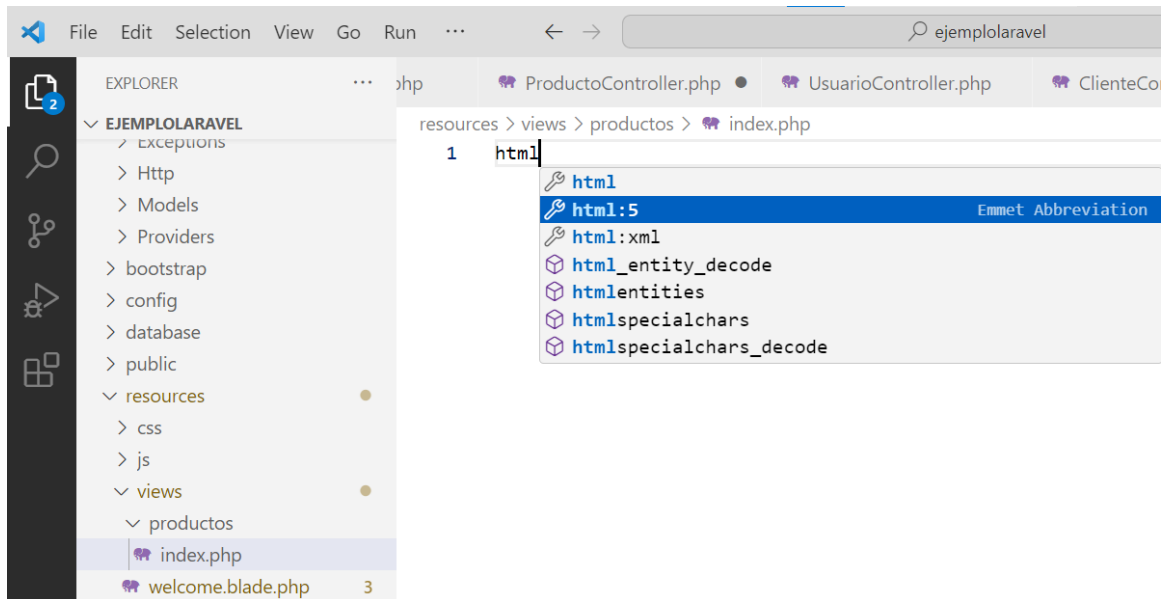 File Edit Selection View Go Run ··· ejemplolaravel
EXPLORER ···
php ProductoController.php UsuarioController.php ClienteCo
2
EJEMPLOLARAVEL
resources > views > productos > index.php
Exceptions
1 html
Http
html
Models
html:5 Emmet Abbreviation
Providers
html:xml
bootstrap
html_entity_decode
config
htmlentities
database
htmlspecialchars
public
htmlspecialchars_decode
resources
css
js
views
productos
index.php
welcome.blade.php 3